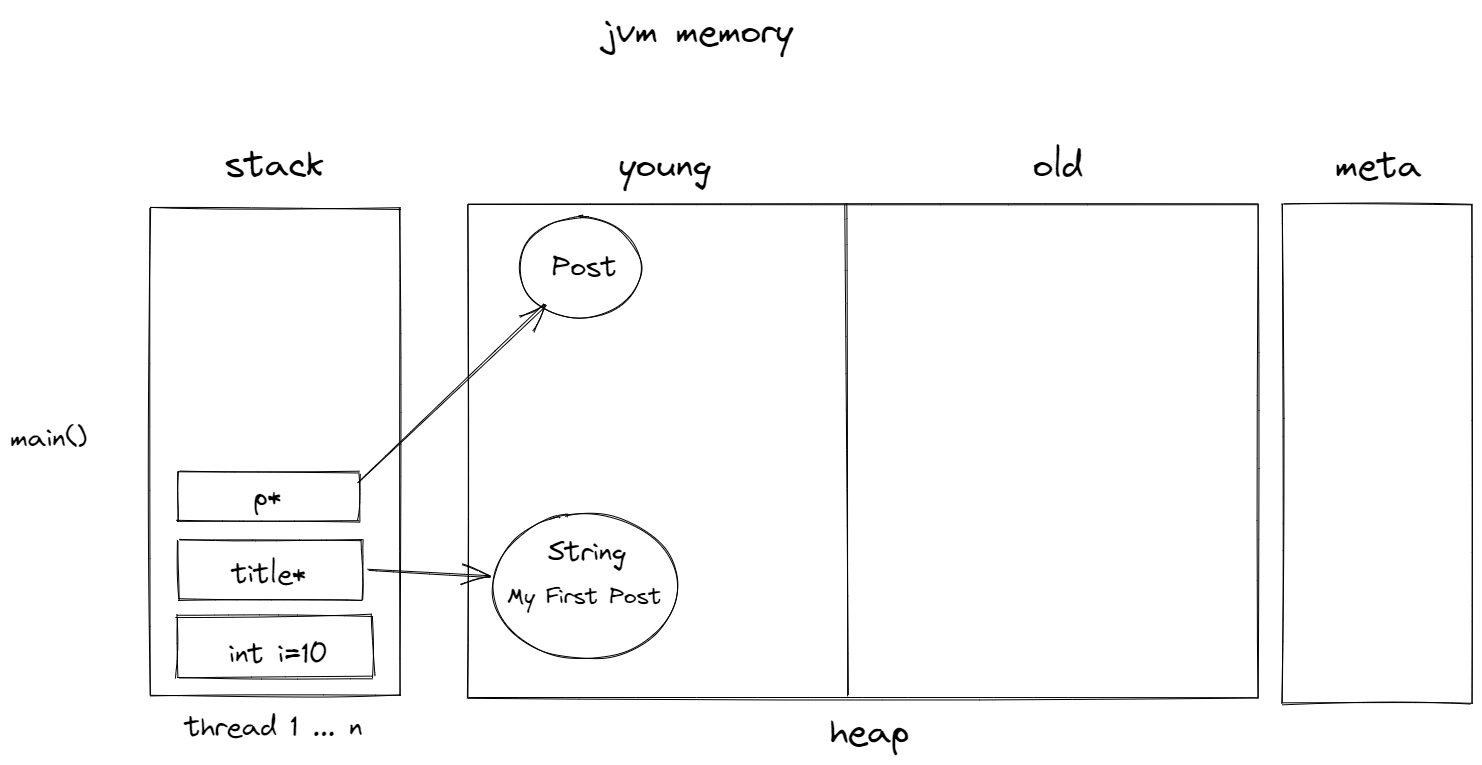 jvm memory
stack
young
old
meta
Post
main()
p*
title*
String
My First Post
int i=10
thread 1 ... n
heap